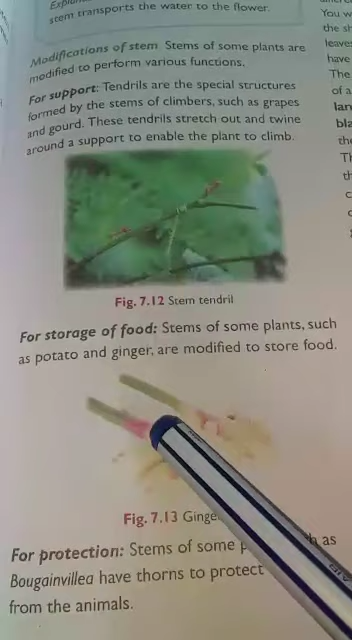 stem transports the water to the flower.
Modifications of stem Stems of some plants are
modified to perform various functions.
For support: Tendrils are the special structures
formed by the stems of climbers, such as grapes
and gourd. These tendrils stretch out and twine
around a support to enable the plant to climb.
Fig. 7.12 Stem tendril
For storage of food: Stems of some plants, such
as potato and ginger, are modified to store food.
Fig. 7.13 Ginge
For protection: Stems of some as
Bougainvillea have thorns to protect
from the animals.
You w
the sh
leave
have
The
of a
lan
bla
the
Th
th